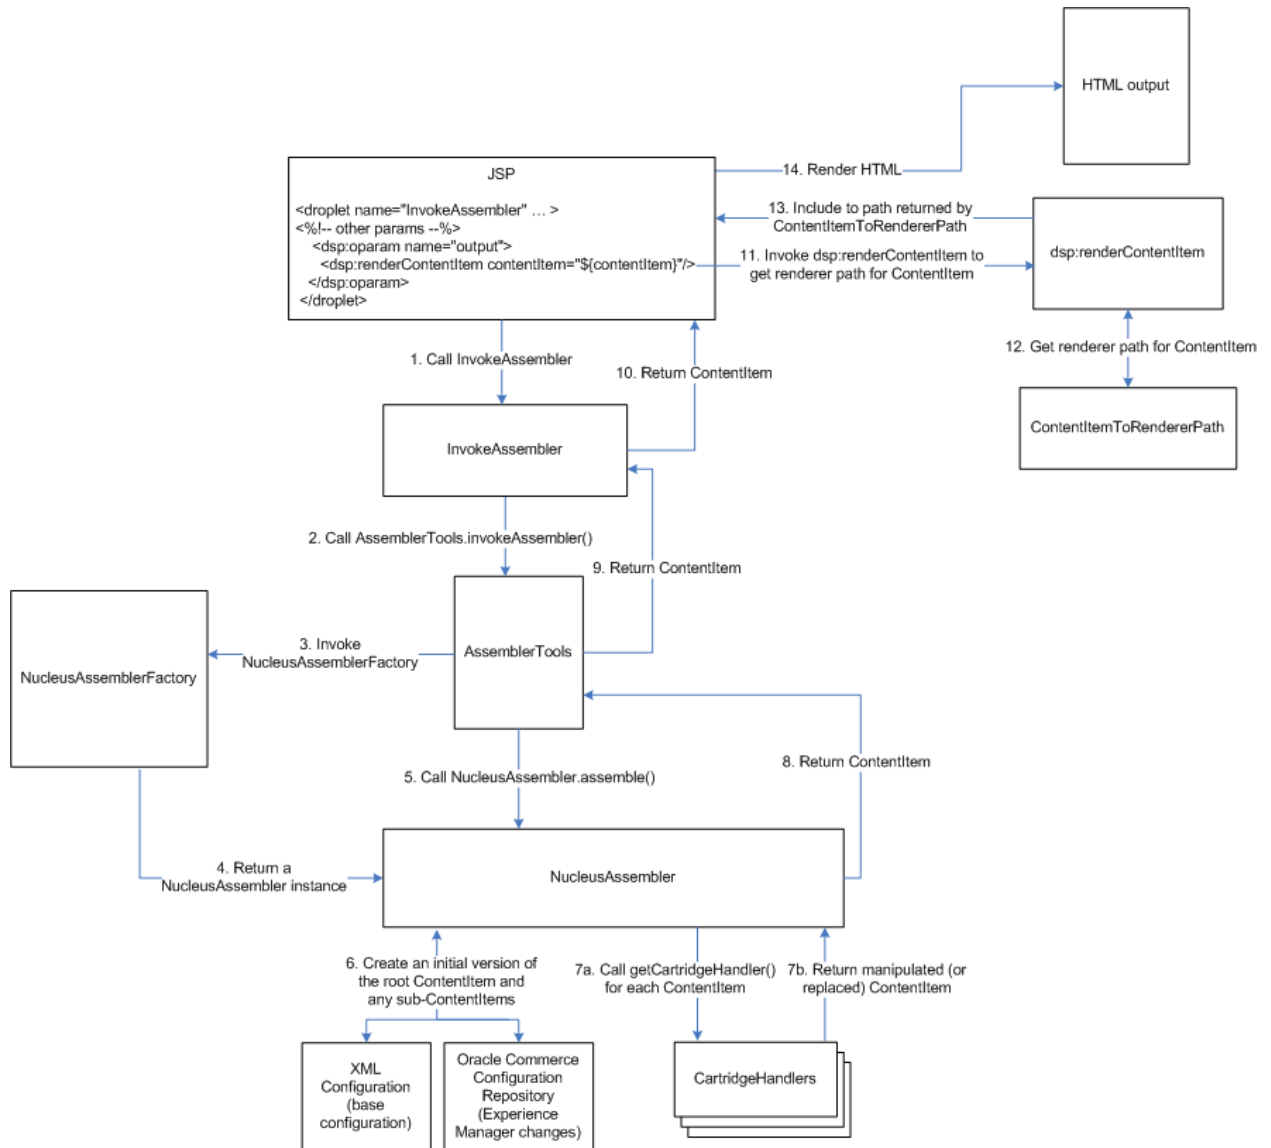 HTML output
JSP
<droplet name="InvokeAssembler" ... >
<%!-- other params --%>
<dsp:oparam name="output">
<dsp:renderContentItem contentItem="${contentItem}"/>
</dsp:oparam>
</droplet>
14. Render HTML
13. Include to path returned by
ContentItemToRendererPath
11. Invoke dsp:renderContentItem to
get renderer path for ContentItem
dsp:renderContentItem
12. Get renderer path for ContentItem
ContentItemToRendererPath
1. Call InvokeAssembler
10. Return ContentItem
InvokeAssembler
2. Call AssemblerTools.invokeAssembler()
9. Return ContentItem
3. Invoke
NucleusAssemblerFactory
AssemblerTools
NucleusAssemblerFactory
5. Call NucleusAssembler.assemble()
8. Return ContentItem
4. Return a
NucleusAssembler instance
NucleusAssembler
6. Create an initial version of
the root ContentItem and
any sub-ContentItems
7a. Call getCartridgeHandler()
for each ContentItem
7b. Return manipulated (or
replaced) ContentItem
XML
Configuration
(base
configuration)
Oracle Commerce
Configuration
Repository
(Experience
Manager changes)
CartridgeHandlers